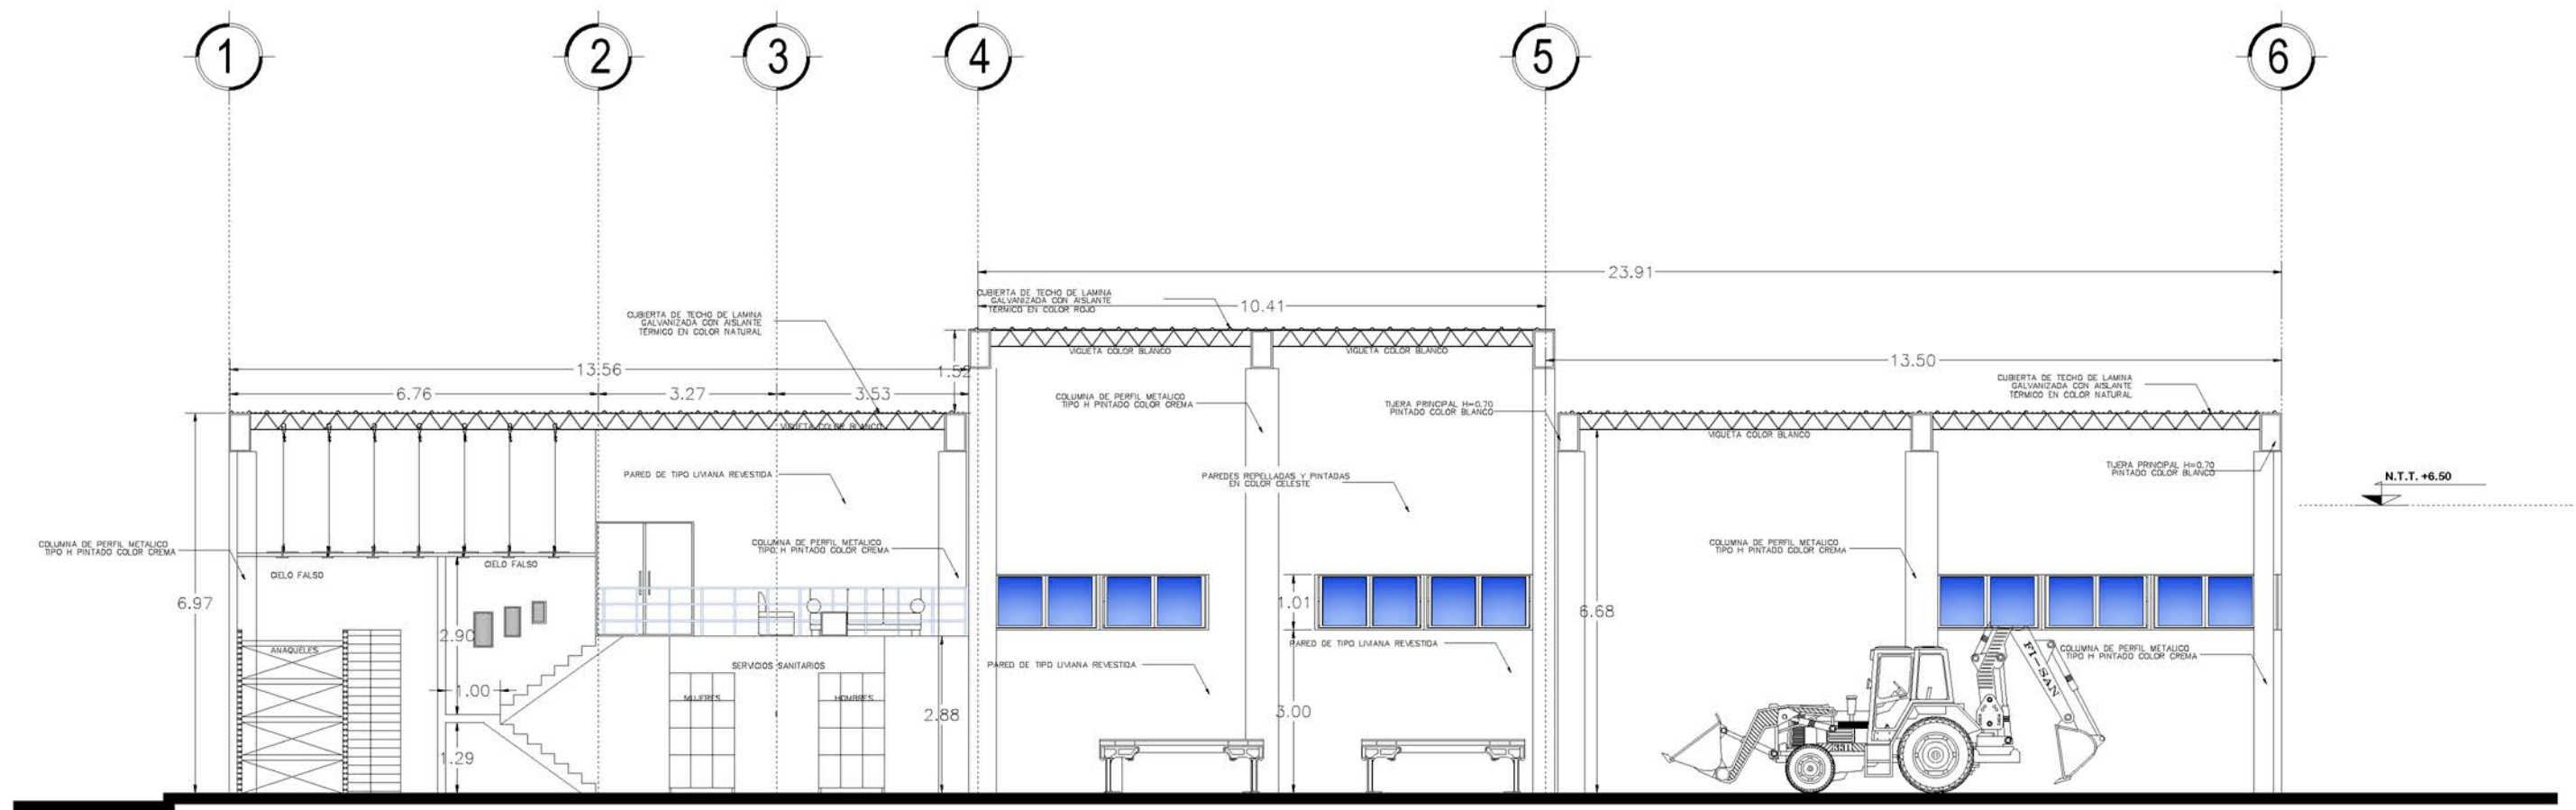 1
2
3
4
5
6
23.91
CUBIERTA DE TECHO DE LAMINA
GALVANIZADA CON AISLANTE
TÉRMICO EN COLOR ROJO
10.41
CUBIERTA DE TECHO DE LAMINA
GALVANIZADA CON AISLANTE
TÉRMICO EN COLOR NATURAL
VIGUETA COLOR BLANCO
VIGUETA COLOR BLANCO
13.56
1.52
13.50
6.76
3.27
3.53
CUBIERTA DE TECHO DE LAMINA
GALVANIZADA CON AISLANTE
TÉRMICO EN COLOR NATURAL
COLUMNA DE PERFIL METALICO
TIPO H PINTADO COLOR CREMA
TIJERA PRINCIPAL H=0.70
PINTADO COLOR BLANCO
VIGUETA COLOR BLANCO
VIGUETA COLOR BLANCO
PARED DE TIPO LIVIANA REVESTIDA
PAREDES REPELLADAS Y PINTADAS
EN COLOR CELESTE
TIJERA PRINCIPAL H=0.70
PINTADO COLOR BLANCO
N.T.T. +6.50
COLUMNA DE PERFIL METALICO
TIPO H PINTADO COLOR CREMA
COLUMNA DE PERFIL METALICO
TIPO H PINTADO COLOR CREMA
COLUMNA DE PERFIL METALICO
TIPO H PINTADO COLOR CREMA
CIELO FALSO
CIELO FALSO
6.97
1.01
6.68
2.90
ANAQUELES
SERVICIOS SANITARIOS
PARED DE TIPO LIVIANA REVESTIDA
PARED DE TIPO LIVIANA REVESTIDA
COLUMNA DE PERFIL METALICO
TIPO H PINTADO COLOR CREMA
FI-SAN
1.00
MUJERES
HOMBRES
2.88
3.00
1.29